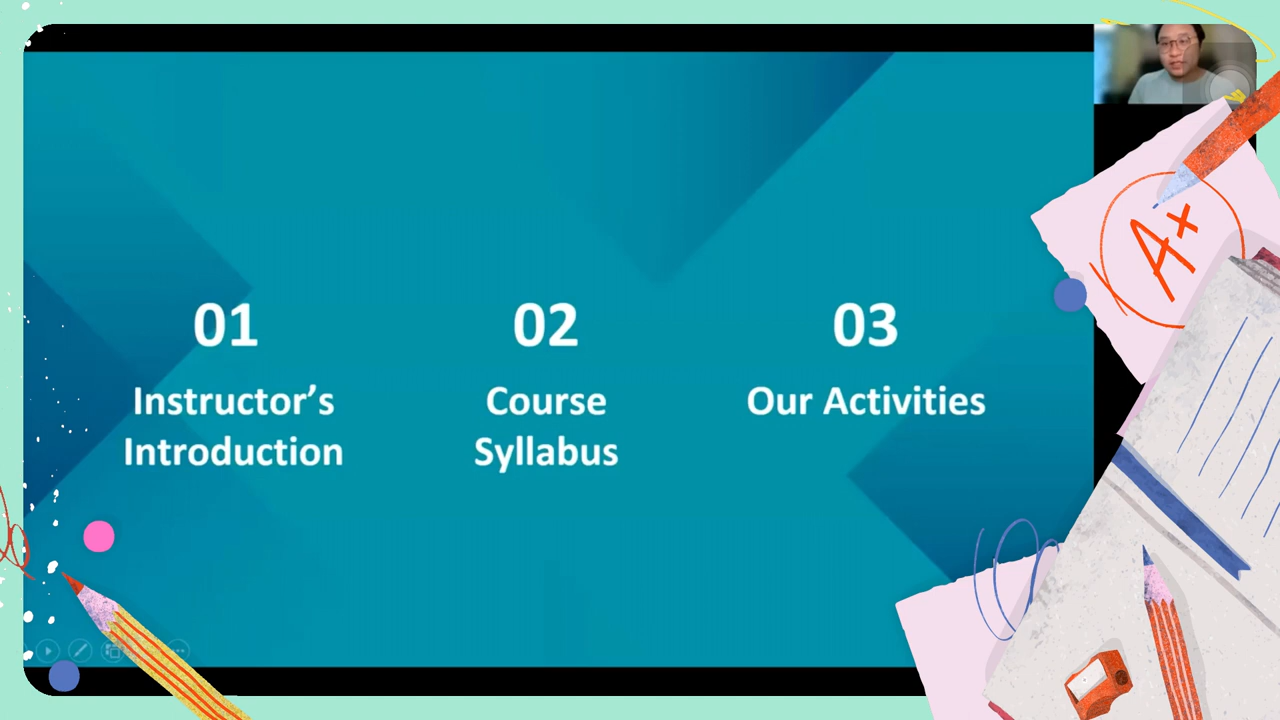 01
Instructor's
Introduction
02
Course
Syllabus
03
Our Activities
A+